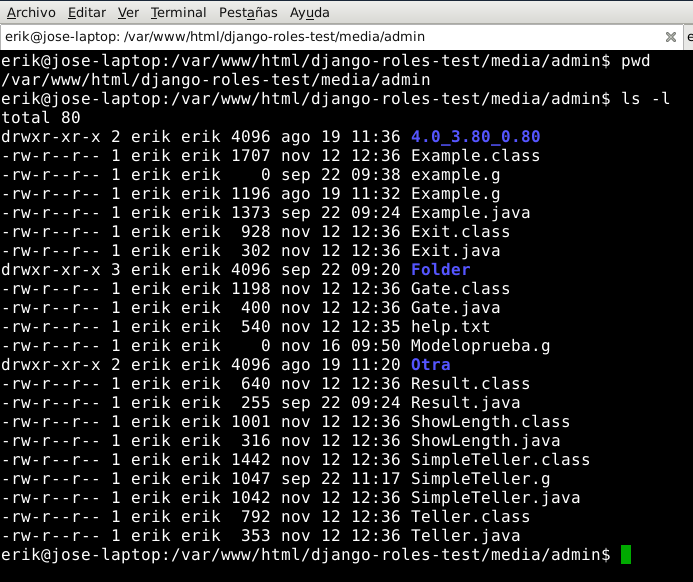 Archivo Editar Ver Terminal Pestañas Ayuda
erik@jose-laptop: /var/www/html/django-roles-test/media/admin e
erik@jose-laptop:/var/www/html/django-roles-test/media/admin$ pwd
/var/www/html/django-roles-test/media/admin
erik@jose-laptop:/var/www/html/django-roles-test/media/admin$ ls -l
total 80
drwxr-xr-x 2 erik erik 4096 ago 19 11:36 4.0_3.80_0.80
-rw-r--r-- 1 erik erik 1707 nov 12 12:36 Example.class
-rw-r--r-- 1 erik erik    0 sep 22 09:38 example.g
-rw-r--r-- 1 erik erik 1196 ago 19 11:32 Example.g
-rw-r--r-- 1 erik erik 1373 sep 22 09:24 Example.java
-rw-r--r-- 1 erik erik  928 nov 12 12:36 Exit.class
-rw-r--r-- 1 erik erik  302 nov 12 12:36 Exit.java
drwxr-xr-x 3 erik erik 4096 sep 22 09:20 Folder
-rw-r--r-- 1 erik erik 1198 nov 12 12:36 Gate.class
-rw-r--r-- 1 erik erik  400 nov 12 12:36 Gate.java
-rw-r--r-- 1 erik erik  540 nov 12 12:35 help.txt
-rw-r--r-- 1 erik erik    0 nov 16 09:50 Modeloprueba.g
drwxr-xr-x 2 erik erik 4096 ago 19 11:20 Otra
-rw-r--r-- 1 erik erik  640 nov 12 12:36 Result.class
-rw-r--r-- 1 erik erik  255 sep 22 09:24 Result.java
-rw-r--r-- 1 erik erik 1001 nov 12 12:36 ShowLength.class
-rw-r--r-- 1 erik erik  316 nov 12 12:36 ShowLength.java
-rw-r--r-- 1 erik erik 1442 nov 12 12:36 SimpleTeller.class
-rw-r--r-- 1 erik erik 1047 sep 22 11:17 SimpleTeller.g
-rw-r--r-- 1 erik erik 1042 nov 12 12:36 SimpleTeller.java
-rw-r--r-- 1 erik erik  792 nov 12 12:36 Teller.class
-rw-r--r-- 1 erik erik  353 nov 12 12:36 Teller.java
erik@jose-laptop:/var/www/html/django-roles-test/media/admin$